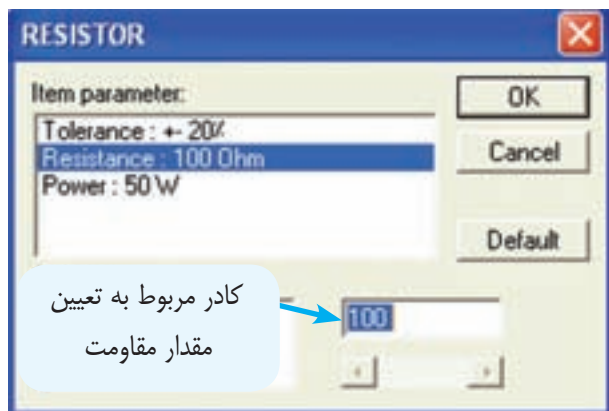 RESISTOR
Item parameter:
Tolerance : +- 20%
Resistance : 100 Ohm
Power : 50 W
OK
Cancel
Default
کادر مربوط به تعیین
مقدار مقاومت
100